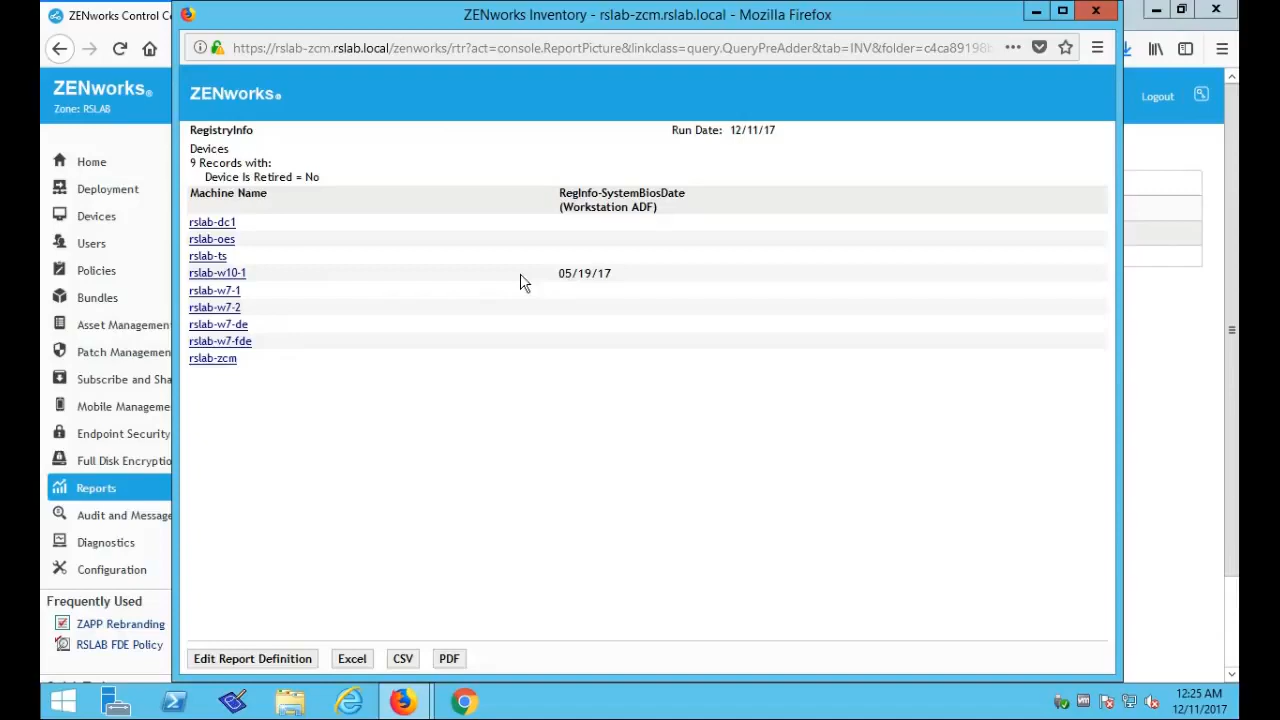 ZENworks Control C
ZENworks Inventory - rslab-zcm.rslab.local - Mozilla Firefox
https://rslab-zcm.rslab.local/zenworks/rtr?act=console.ReportPicture&linkclass=query.QueryPreAdder&tab=INV&folder=c4ca89198
ZENworks®
Zone: RSLAB
Logout
Home
Deployment
Devices
Users
Policies
Bundles
Asset Managemen
Patch Managemen
Subscribe and Sha
Mobile Manageme
Endpoint Security
Full Disk Encryptio
Reports
Audit and Message
Diagnostics
Configuration
Frequently Used
ZAPP Rebranding
RSLAB FDE Policy
ZENworks®
RegistryInfo
Run Date: 12/11/17
Devices
9 Records with:
Device Is Retired = No
Machine Name RegInfo-SystemBiosDate
(Workstation ADF)
rslab-dc1
rslab-oes
rslab-ts
rslab-w10-1 05/19/17
rslab-w7-1
rslab-w7-2
rslab-w7-de
rslab-w7-fde
rslab-zcm
Edit Report Definition Excel CSV PDF
12:25 AM
12/11/2017